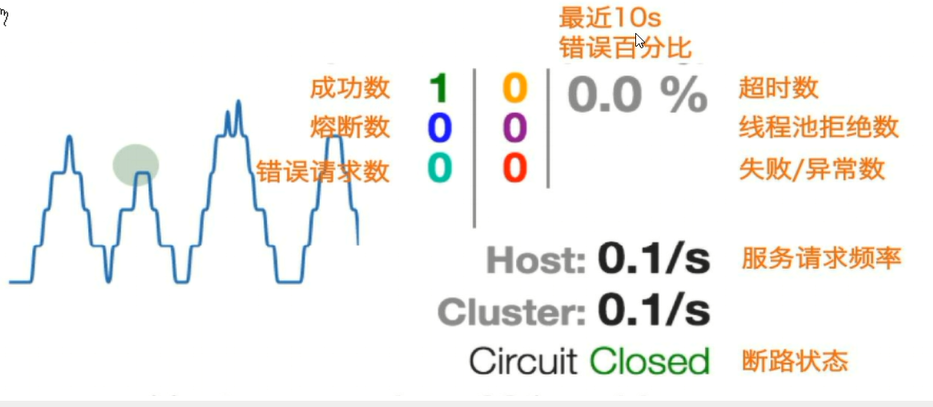 最近10s
错误百分比
成功数 1 0 0.0 % 超时数
熔断数 0 0 线程池拒绝数
错误请求数 0 0 失败/异常数
Host: 0.1/s 服务请求频率
Cluster: 0.1/s
Circuit Closed 断路状态